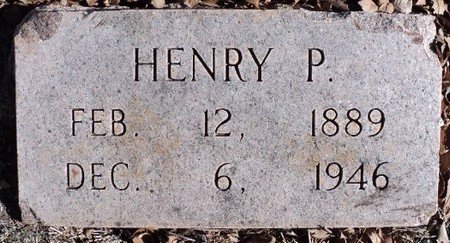 HENRY P.
FEB. 12, 1889
DEC. 6, 1946